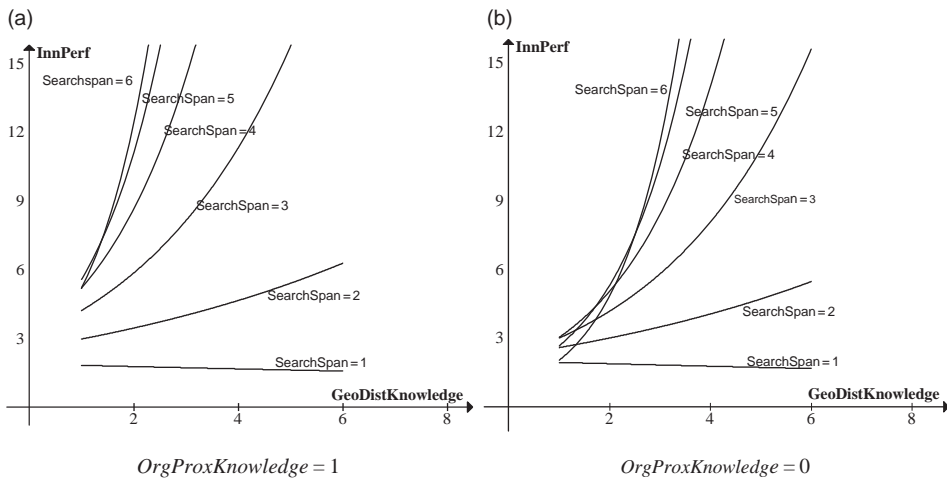 (a)
InnPerf
15
12
9
6
3
Searchspan = 6
SearchSpan = 5
SearchSpan = 4
SearchSpan = 3
SearchSpan = 2
SearchSpan = 1
GeoDistKnowledge
2
4
6
8
OrgProxKnowledge = 1
(b)
InnPerf
15
12
9
6
3
SearchSpan = 6
SearchSpan = 5
SearchSpan = 4
SearchSpan = 3
SearchSpan = 2
SearchSpan = 1
GeoDistKnowledge
2
4
6
8
OrgProxKnowledge = 0